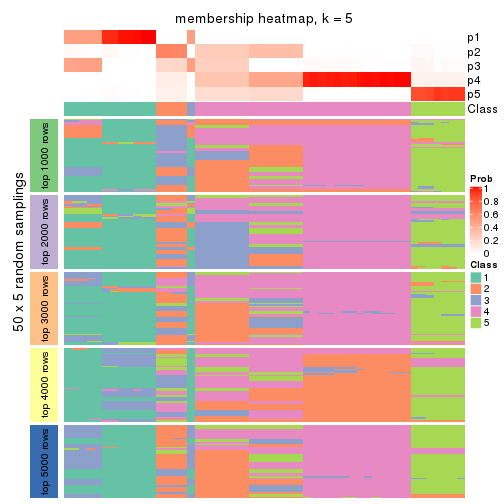 membership heatmap, k = 5
p1
p2
p3
p4
p5
Class
50 x 5 random samplings
top 1000 rows
top 2000 rows
top 3000 rows
top 4000 rows
top 5000 rows
Prob
1
0.8
0.6
0.4
0.2
0
Class
1
2
3
4
5